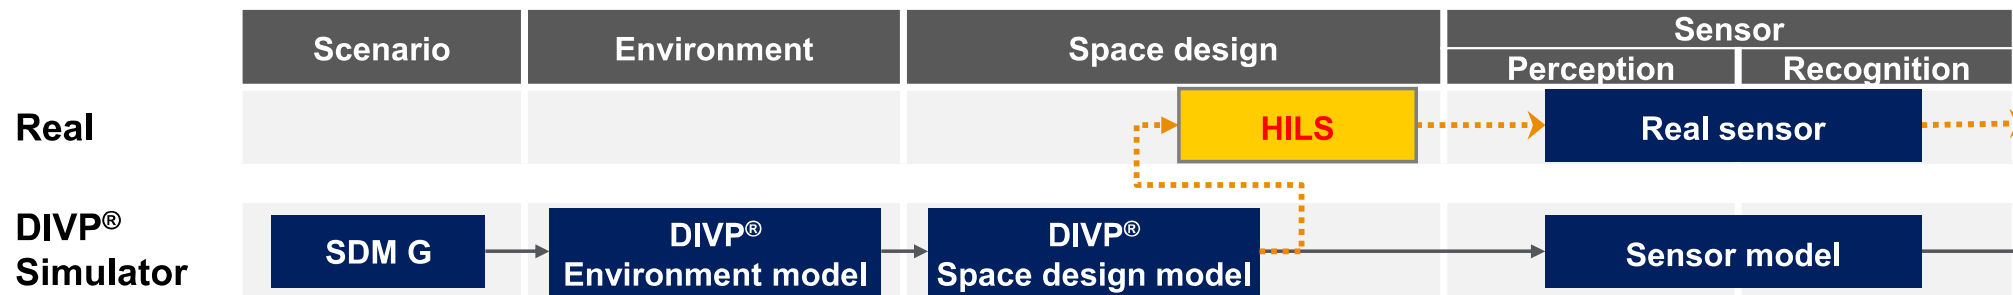 Scenario
Environment
Space design
Sensor
Perception
Recognition
Real
HILS
Real sensor
DIVP®
Simulator
SDM G
DIVP®
Environment model
DIVP®
Space design model
Sensor model